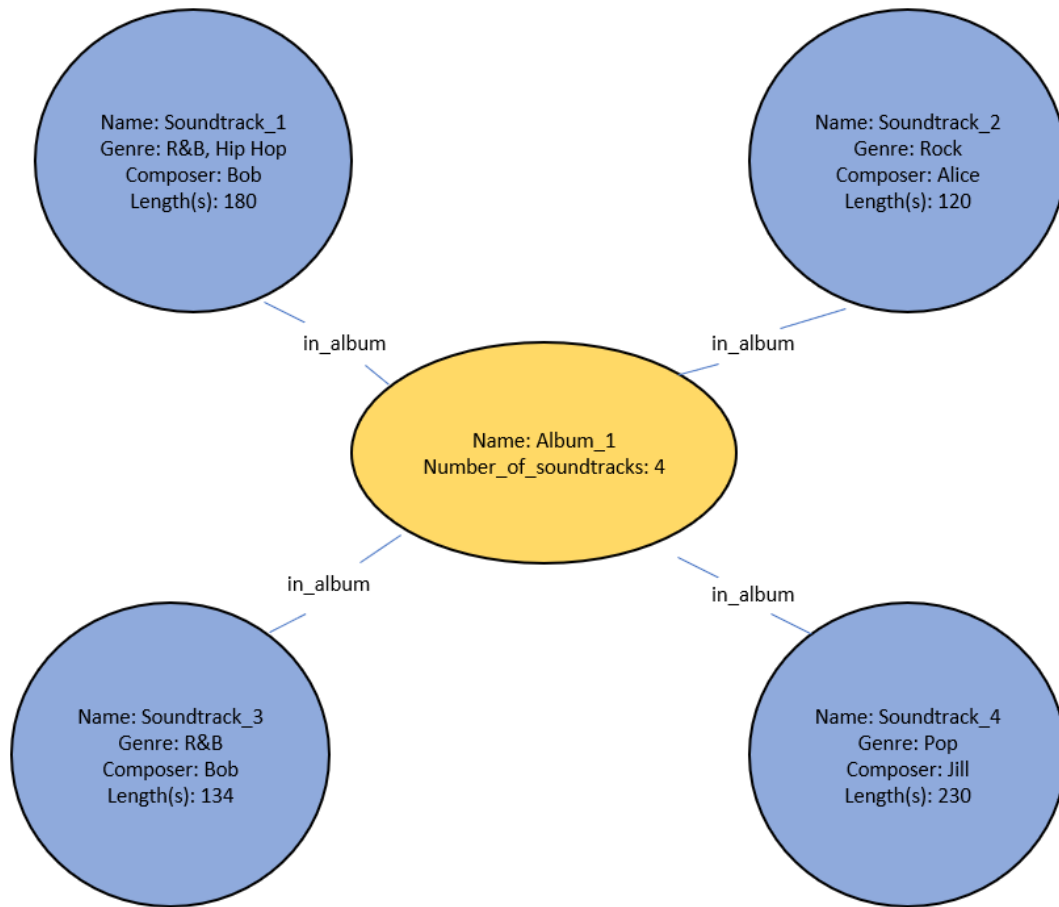 Name: Soundtrack_1
Genre: R&B, Hip Hop
Composer: Bob
Length(s): 180
Name: Soundtrack_2
Genre: Rock
Composer: Alice
Length(s): 120
in_album
in_album
Name: Album_1
Number_of_soundtracks: 4
in_album
in_album
Name: Soundtrack_3
Genre: R&B
Composer: Bob
Length(s): 134
Name: Soundtrack_4
Genre: Pop
Composer: Jill
Length(s): 230